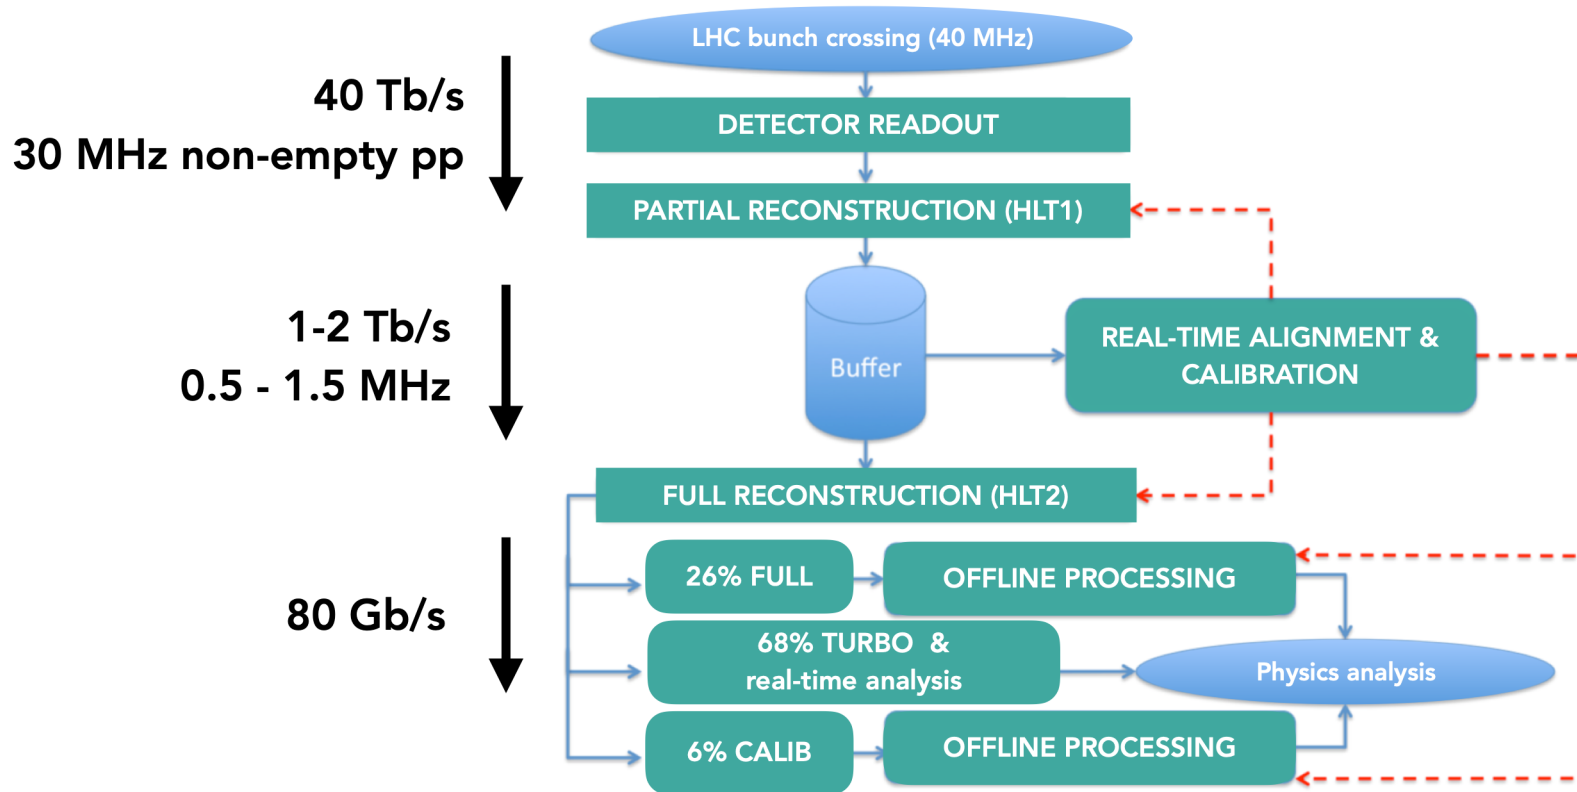 LHC bunch crossing (40 MHz)
40 Tb/s
30 MHz non-empty pp
DETECTOR READOUT
PARTIAL RECONSTRUCTION (HLT1)
1-2 Tb/s
0.5 - 1.5 MHz
Buffer
REAL-TIME ALIGNMENT &
CALIBRATION
FULL RECONSTRUCTION (HLT2)
80 Gb/s
26% FULL
OFFLINE PROCESSING
68% TURBO &
real-time analysis
Physics analysis
6% CALIB
OFFLINE PROCESSING